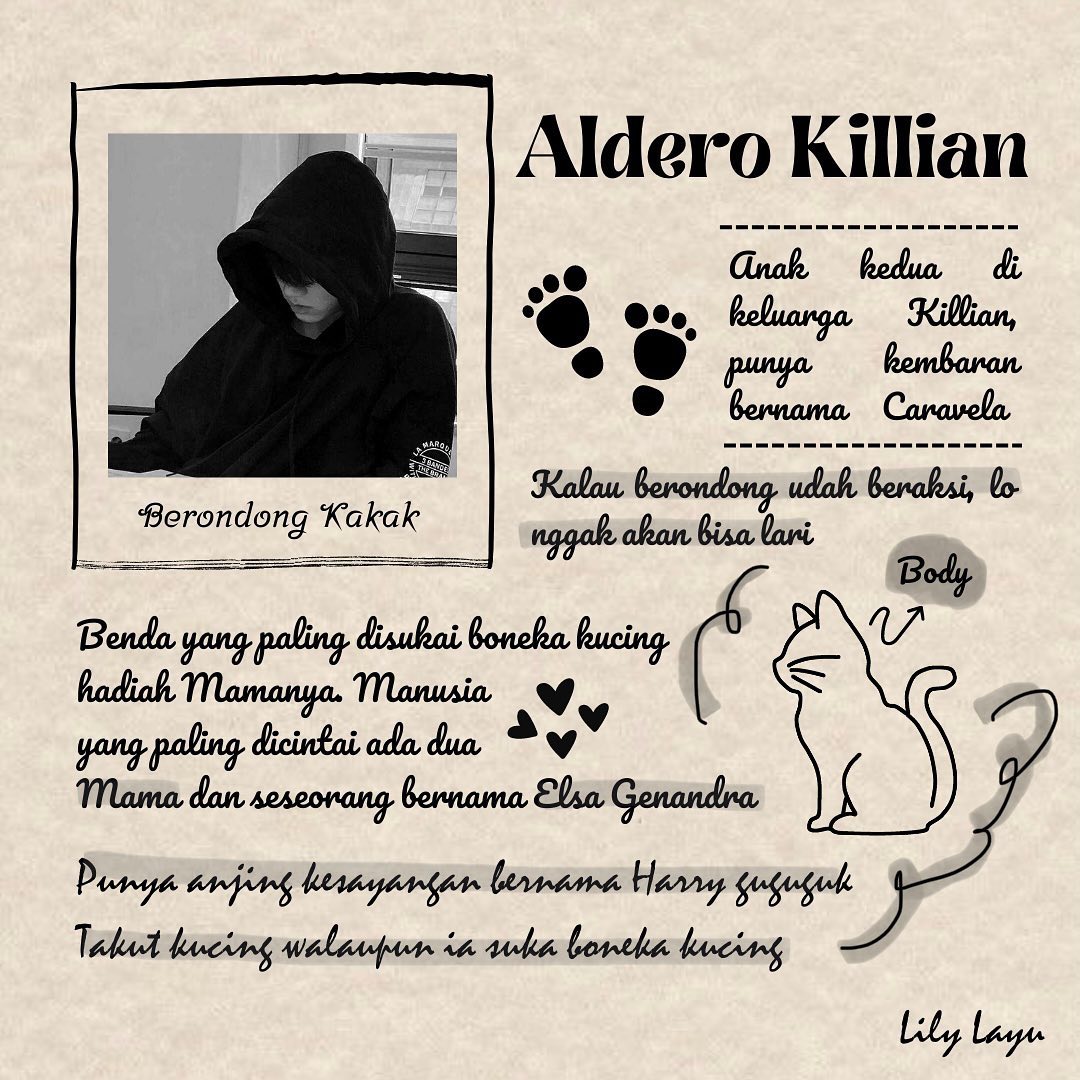 Aldero Killian
Anak kedua di
keluarga Killian,
punya kembaran
bernama Caravela
Berondong Kakak
Kalau berondong udah beraksi, lo
nggak akan bisa lari
Body
Benda yang paling disukai boneka kucing
hadiah Mamanya. Manusia
yang paling dicintai ada dua
Mama dan seseorang bernama Elsa Genandra
Punya anjing kesayangan bernama Harry guguguk
Takut kucing walaupun ia suka boneka kucing
Lily Layu